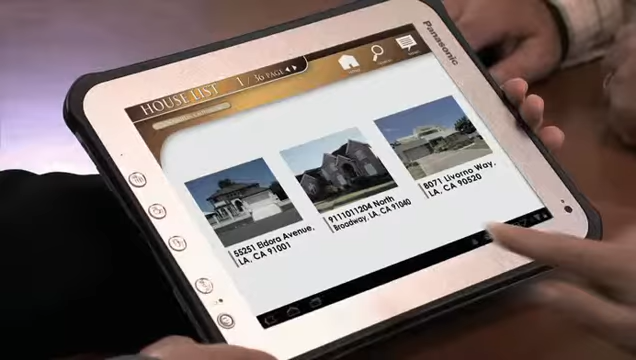 Panasonic
HOUSE LIST 1 / 36 PAGE
55251 Eldora Avenue,
LA, CA 91001
9111011204 North
Broadway, LA, CA 91040
8071 Livorno Way,
LA, CA 90620